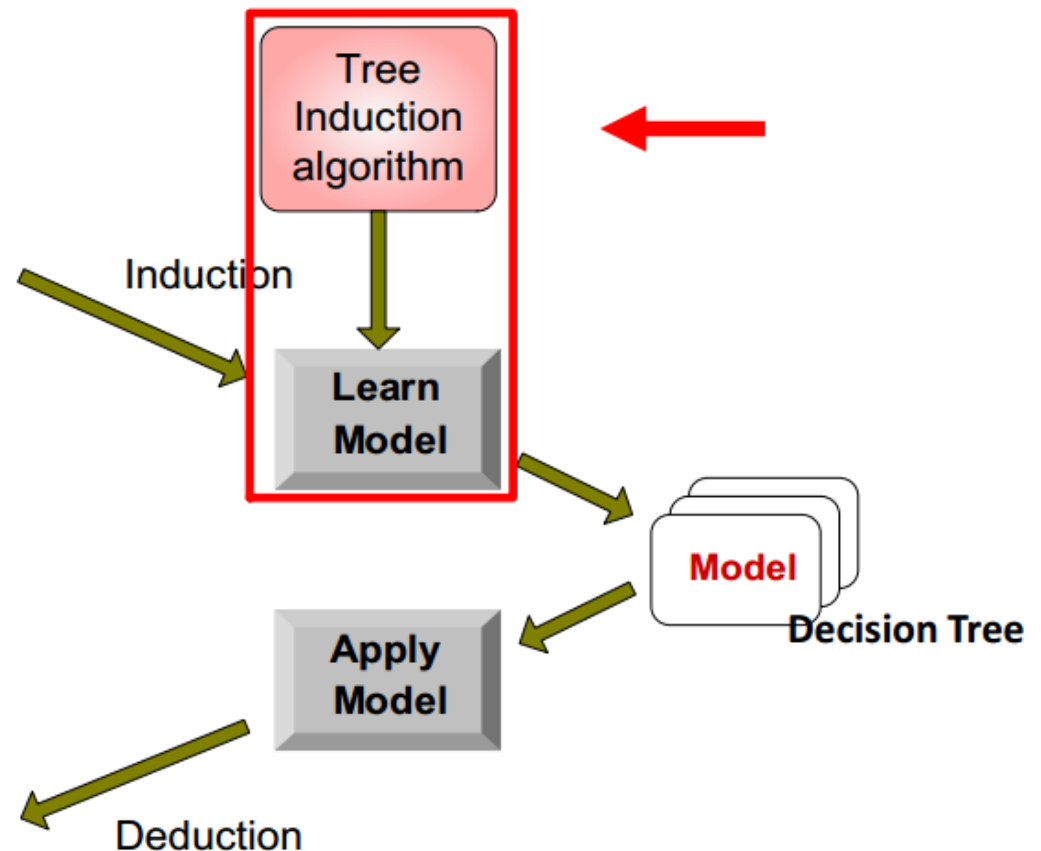 Tree
Induction
algorithm
Induction
Learn
Model
Model
Decision Tree
Apply
Model
Deduction